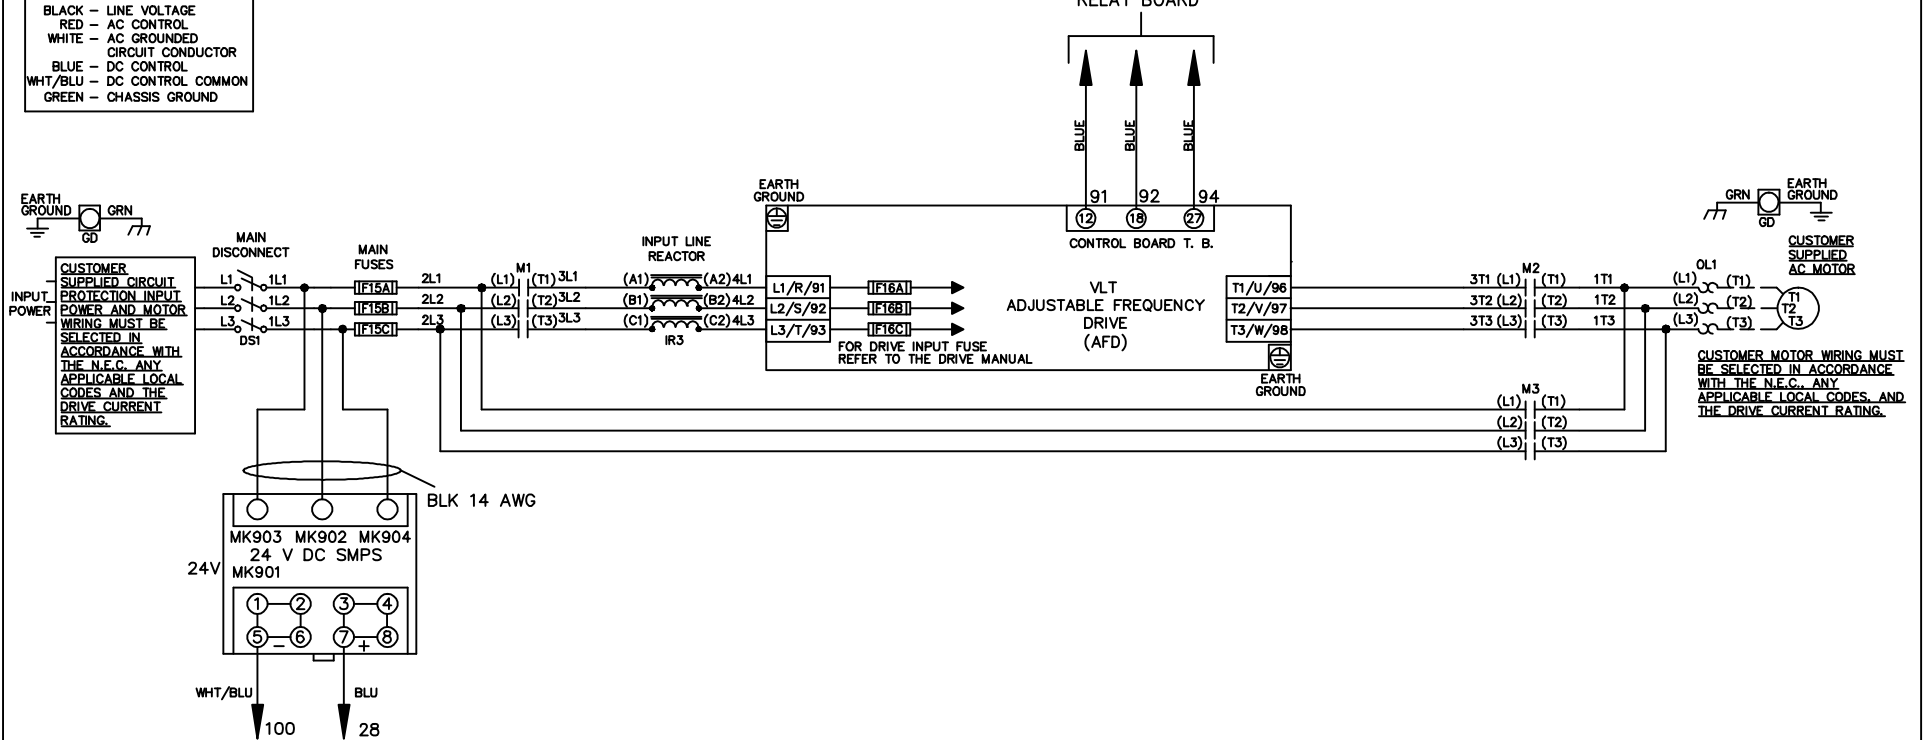 BLACK – LINE VOLTAGE
RED – AC CONTROL
WHITE – AC GROUNDED
CIRCUIT CONDUCTOR
BLUE – DC CONTROL
WHT/BLU – DC CONTROL COMMON
GREEN – CHASSIS GROUND
RELAY BOARD
BLUE
BLUE
BLUE
91 92 94
12 18 27
CONTROL BOARD T. B.
EARTH
GROUND
GRN
GD
INPUT
POWER
CUSTOMER
SUPPLIED CIRCUIT
PROTECTION INPUT
POWER AND MOTOR
WIRING MUST BE
SELECTED IN
ACCORDANCE WITH
THE N.E.C. ANY
APPLICABLE LOCAL
CODES AND THE
DRIVE CURRENT
RATING.
MAIN
DISCONNECT
L1 1L1
L2 1L2
L3 1L3
DS1
MAIN
FUSES
F15A
F15B
F15C
2L1
2L2
2L3
M1
(L1) (T1) 3L1
(L2) (T2) 3L2
(L3) (T3) 3L3
INPUT LINE
REACTOR
(A1) (A2) 4L1
(B1) (B2) 4L2
(C1) (C2) 4L3
IR3
EARTH
GROUND
L1/R/91
L2/S/92
L3/T/93
F16A
F16B
F16C
FOR DRIVE INPUT FUSE
REFER TO THE DRIVE MANUAL
VLT
ADJUSTABLE FREQUENCY
DRIVE
(AFD)
T1/U/96
T2/V/97
T3/W/98
EARTH
GROUND
M2
3T1 (L1) (T1) 1T1
3T2 (L2) (T2) 1T2
3T3 (L3) (T3) 1T3
M3
(L1) (T1)
(L2) (T2)
(L3) (T3)
OL1
(L1) (T1)
(L2) (T2)
(L3) (T3)
T1
T2
T3
GRN
EARTH
GROUND
GD
CUSTOMER
SUPPLIED
AC MOTOR
CUSTOMER MOTOR WIRING MUST
BE SELECTED IN ACCORDANCE
WITH THE N.E.C., ANY
APPLICABLE LOCAL CODES, AND
THE DRIVE CURRENT RATING.
BLK 14 AWG
MK903 MK902 MK904
24 V DC SMPS
24V
MK901
1 2 3 4
5 – 6 7 + 8
WHT/BLU BLU
100 28